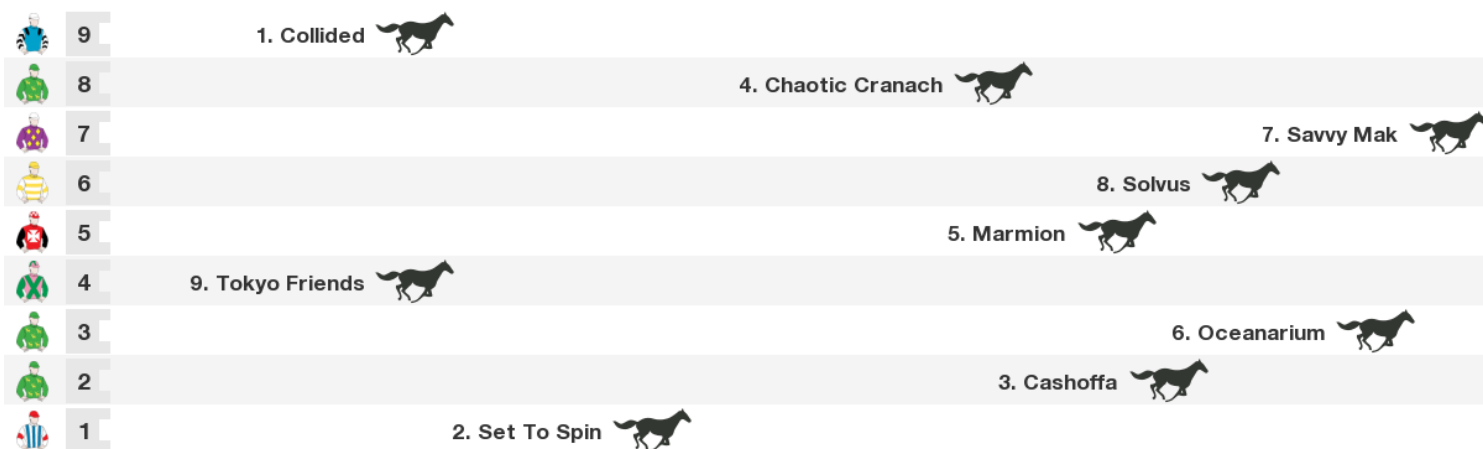 9 1. Collided
8 4. Chaotic Cranach
7 7. Savvy Mak
6 8. Solvus
5 5. Marmion
4 9. Tokyo Friends
3 6. Oceanarium
2 3. Cashoffa
1 2. Set To Spin